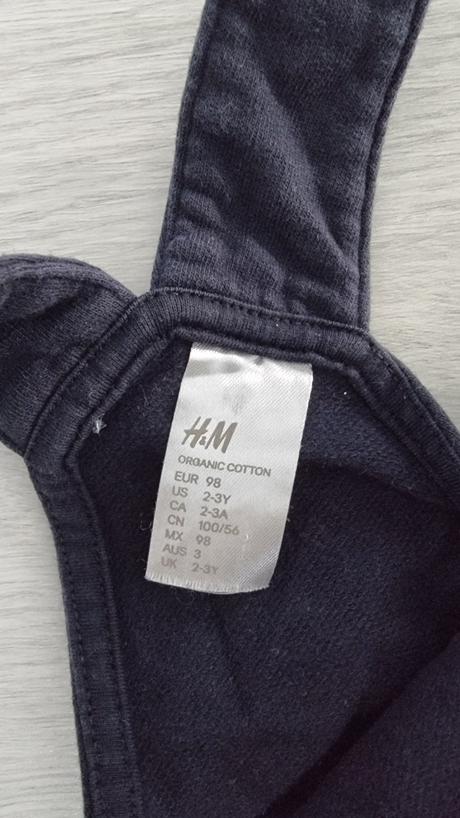 H&M
ORGANIC COTTON
EUR 98
US 2-3Y
CA 2-3A
CN 100/56
MX 98
AUS 3
UK 2-3Y